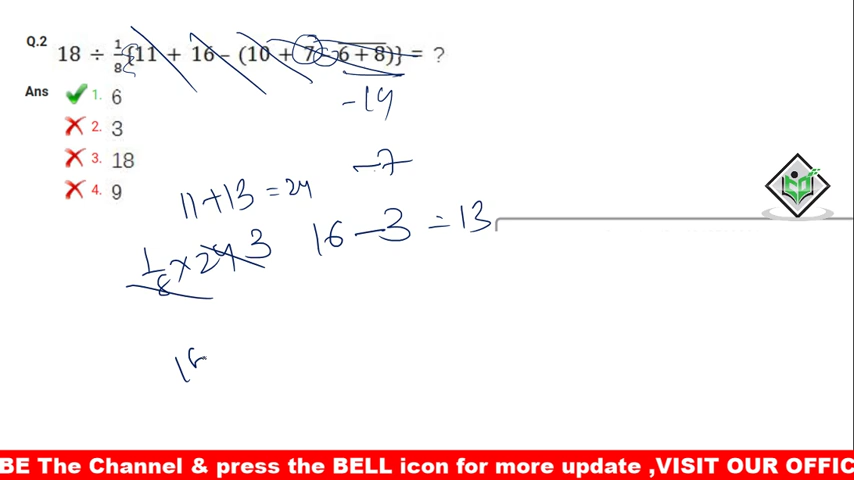 Q.2 18 ÷ 1/8 {11 + 16 – (10 + 7 – 6 + 8)} = ?
Ans 1. 6
2. 3
3. 18
4. 9
-14
-7
11+13 = 24
16 - 3 = 13
1/8 × 24 3
18
BE The Channel & press the BELL icon for more update ,VISIT OUR OFFIC